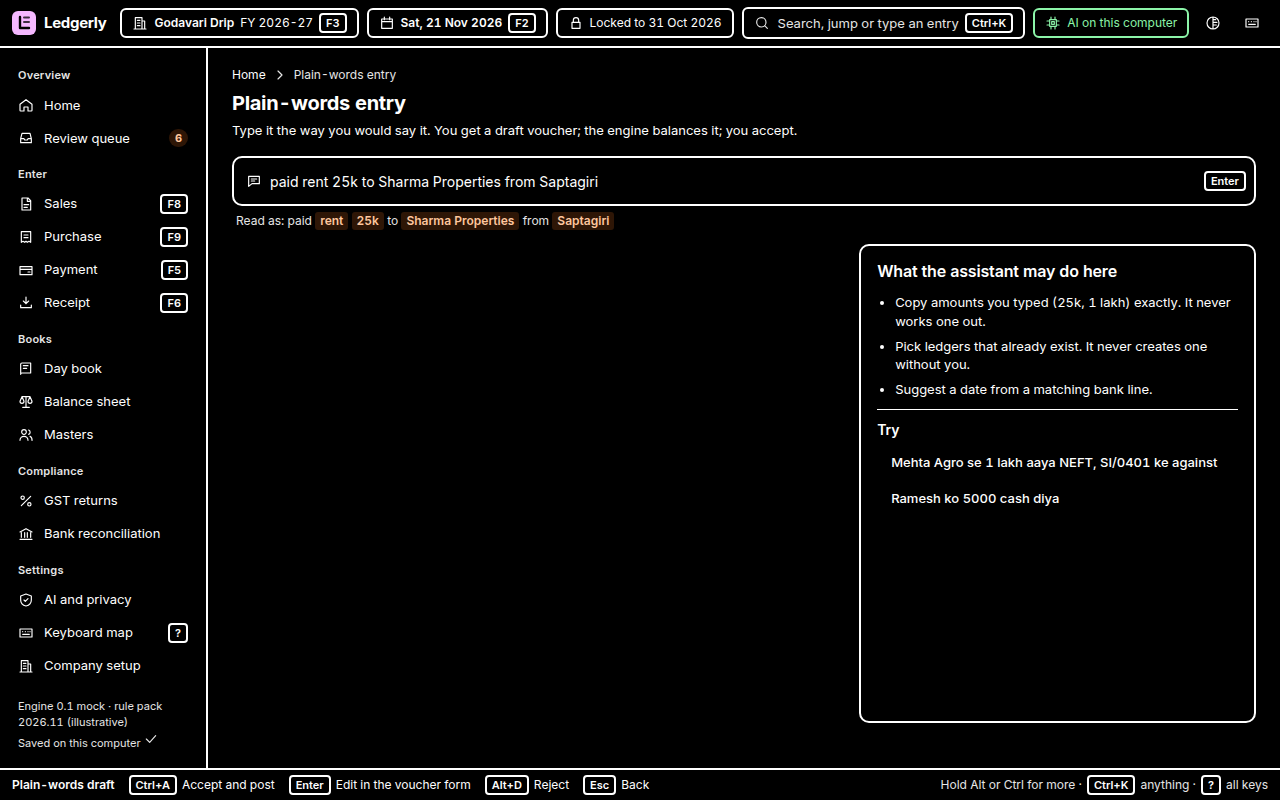 Ledgerly
Godavari Drip FY 2026-27 F3
Sat, 21 Nov 2026 F2
Locked to 31 Oct 2026
Search, jump or type an entry Ctrl+K
AI on this computer
Overview
Home
Review queue 6
Enter
Sales F8
Purchase F9
Payment F5
Receipt F6
Books
Day book
Balance sheet
Masters
Compliance
GST returns
Bank reconciliation
Settings
AI and privacy
Keyboard map ?
Company setup
Engine 0.1 mock · rule pack
2026.11 (illustrative)
Saved on this computer
Home Plain-words entry
Plain-words entry
Type it the way you would say it. You get a draft voucher; the engine balances it; you accept.
paid rent 25k to Sharma Properties from Saptagiri Enter
Read as: paid rent 25k to Sharma Properties from Saptagiri
What the assistant may do here
• Copy amounts you typed (25k, 1 lakh) exactly. It never
works one out.
• Pick ledgers that already exist. It never creates one
without you.
• Suggest a date from a matching bank line.
Try
Mehta Agro se 1 lakh aaya NEFT, SI/0401 ke against
Ramesh ko 5000 cash diya
Plain-words draft Ctrl+A Accept and post Enter Edit in the voucher form Alt+D Reject Esc Back
Hold Alt or Ctrl for more · Ctrl+K anything · ? all keys